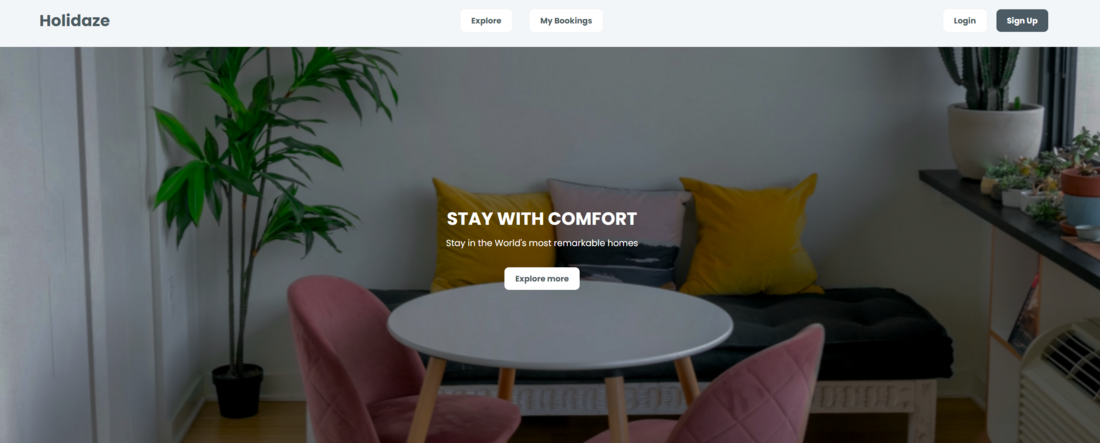 Holidaze
Explore
My Bookings
Login
Sign Up
STAY WITH COMFORT
Stay in the World's most remarkable homes
Explore more